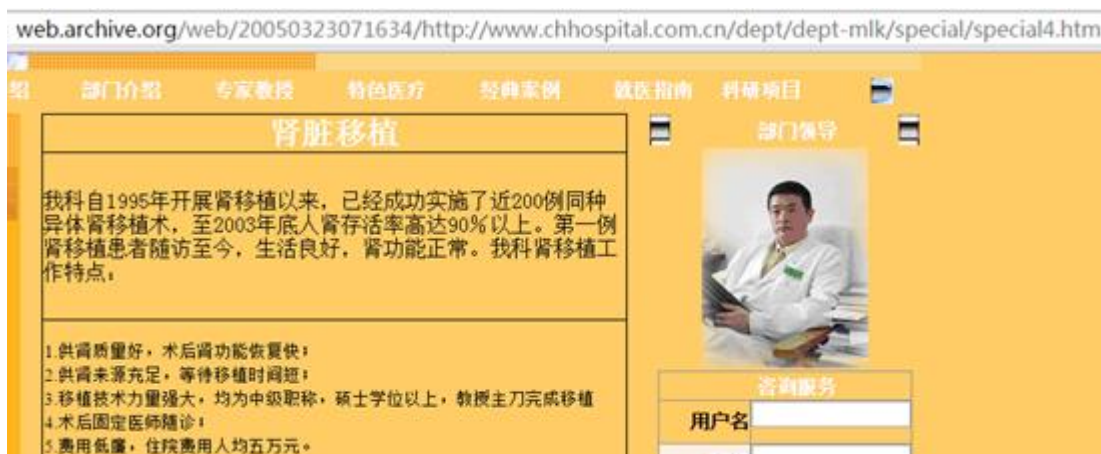 web.archive.org/web/20050323071634/http://www.chhospital.com.cn/dept/dept-mlk/special/special4.htm
绍 部门介绍 专家教授 特色医疗 经典案例 就医指南 科研项目
肾脏移植
部门领导
我科自1995年开展肾移植以来，已经成功实施了近200例同种
异体肾移植术，至2003年底人肾存活率高达90%以上。第一例
肾移植患者随访至今，生活良好，肾功能正常。我科肾移植工
作特点：
1.供肾质量好，术后肾功能恢复快；
2.供肾来源充足，等待移植时间短；
3.移植技术力量强大，均为中级职称，硕士学位以上，教授主刀完成移植
4.术后固定医师随诊；
5.费用低廉，住院费用人均五万元。
咨询服务
用户名